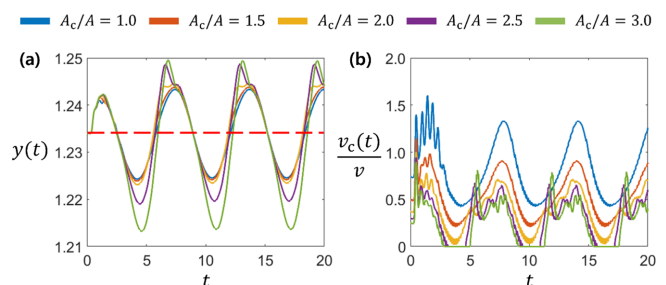 A_c/A = 1.0 A_c/A = 1.5 A_c/A = 2.0 A_c/A = 2.5 A_c/A = 3.0
(a)
1.25
1.24
1.23
1.22
1.21
y(t)
0 5 10 15 20
t
(b)
2.0
1.5
1.0
0.5
0
v_c(t)
v
0 5 10 15 20
t